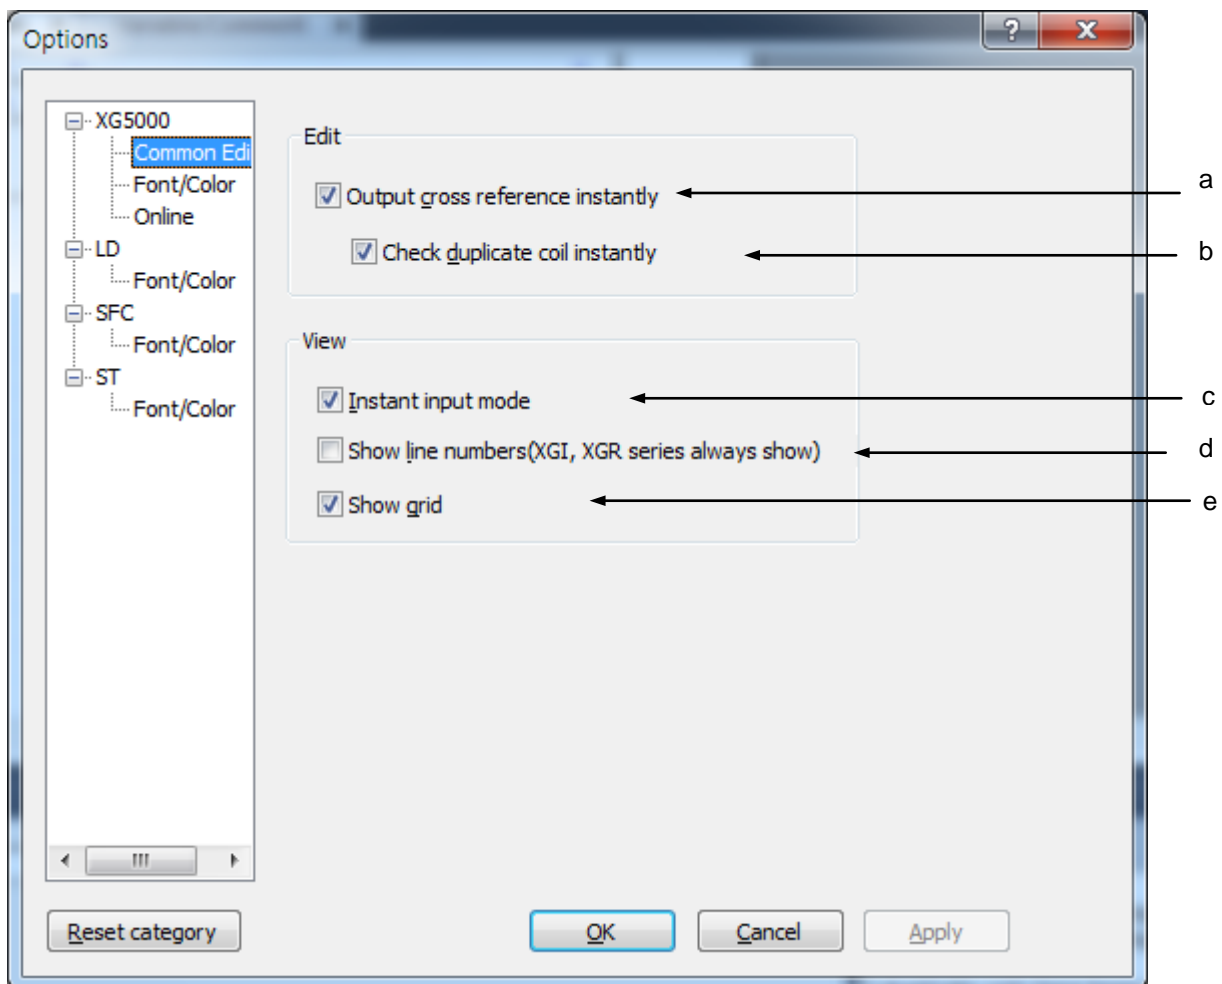 Options
?
X
XG5000
Common Edi
Font/Color
Online
LD
Font/Color
SFC
Font/Color
ST
Font/Color
Edit
Output cross reference instantly
a
Check duplicate coil instantly
b
View
Instant input mode
c
Show line numbers(XGI, XGR series always show)
d
Show grid
e
Reset category
OK
Cancel
Apply